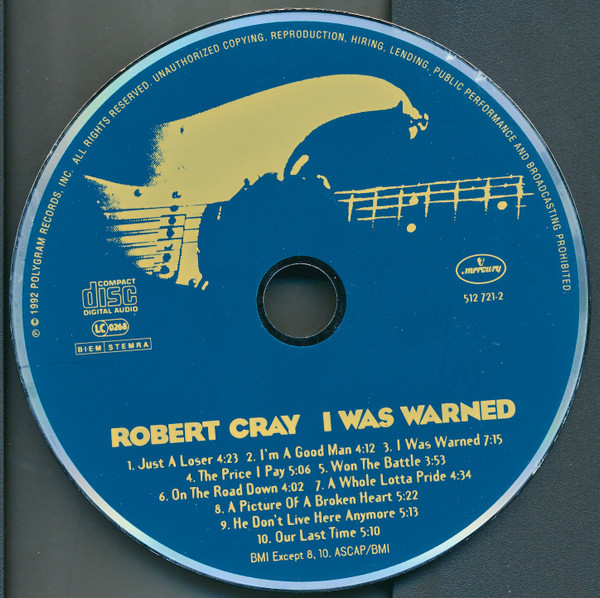 ℗ © 1992 POLYGRAM RECORDS, INC. ALL RIGHTS RESERVED. UNAUTHORIZED COPYING, REPRODUCTION, HIRING, LENDING, PUBLIC PERFORMANCE AND BROADCASTING PROHIBITED.
COMPACT
disc
DIGITAL AUDIO
LC 0268
BIEM STEMRA
mercury
512 721-2
ROBERT CRAY I WAS WARNED
1. Just A Loser 4:23 2. I'm A Good Man 4:12 3. I Was Warned 7:15
4. The Price I Pay 5:06 5. Won The Battle 3:53
6. On The Road Down 4:02 7. A Whole Lotta Pride 4:34
8. A Picture Of A Broken Heart 5:22
9. He Don't Live Here Anymore 5:13
10. Our Last Time 5:10
BMI Except 8, 10. ASCAP/BMI